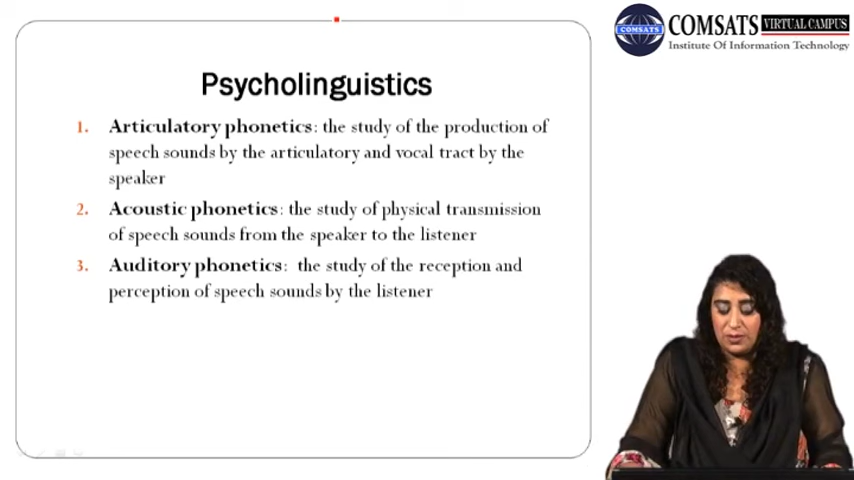 COMSATS VIRTUAL CAMPUS
COMSATS
Institute Of Information Technology
Psycholinguistics
1. Articulatory phonetics: the study of the production of
speech sounds by the articulatory and vocal tract by the
speaker
2. Acoustic phonetics: the study of physical transmission
of speech sounds from the speaker to the listener
3. Auditory phonetics: the study of the reception and
perception of speech sounds by the listener